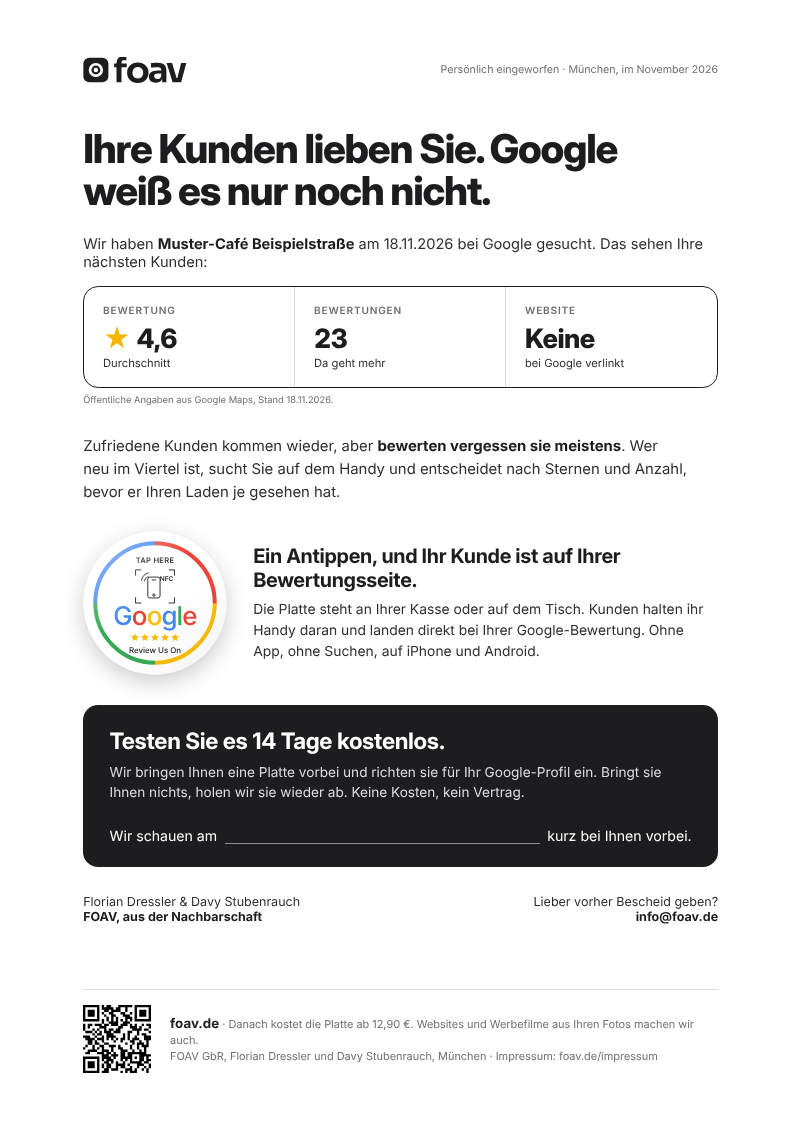 foav
Persönlich eingeworfen · München, im November 2026
Ihre Kunden lieben Sie. Google
weiß es nur noch nicht.
Wir haben Muster-Café Beispielstraße am 18.11.2026 bei Google gesucht. Das sehen Ihre
nächsten Kunden:
BEWERTUNG
★ 4,6
Durchschnitt
BEWERTUNGEN
23
Da geht mehr
WEBSITE
Keine
bei Google verlinkt
Öffentliche Angaben aus Google Maps, Stand 18.11.2026.
Zufriedene Kunden kommen wieder, aber bewerten vergessen sie meistens. Wer
neu im Viertel ist, sucht Sie auf dem Handy und entscheidet nach Sternen und Anzahl,
bevor er Ihren Laden je gesehen hat.
TAP HERE
NFC
Google
★★★★★
Review Us On
Ein Antippen, und Ihr Kunde ist auf Ihrer
Bewertungsseite.
Die Platte steht an Ihrer Kasse oder auf dem Tisch. Kunden halten ihr
Handy daran und landen direkt bei Ihrer Google-Bewertung. Ohne
App, ohne Suchen, auf iPhone und Android.
Testen Sie es 14 Tage kostenlos.
Wir bringen Ihnen eine Platte vorbei und richten sie für Ihr Google-Profil ein. Bringt sie
Ihnen nichts, holen wir sie wieder ab. Keine Kosten, kein Vertrag.
Wir schauen am ____ kurz bei Ihnen vorbei.
Florian Dressler & Davy Stubenrauch
FOAV, aus der Nachbarschaft
Lieber vorher Bescheid geben?
info@foav.de
foav.de · Danach kostet die Platte ab 12,90 €. Websites und Werbefilme aus Ihren Fotos machen wir
auch.
FOAV GbR, Florian Dressler und Davy Stubenrauch, München · Impressum: foav.de/impressum